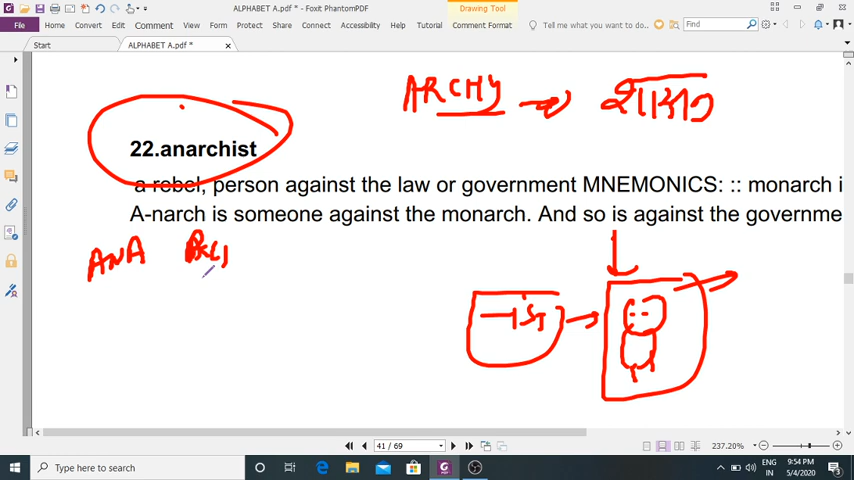 ALPHABET A.pdf * - Foxit PhantomPDF
Drawing Tool
File Home Edit Comment View Form Protect Share Connect Accessibility Help Tutorial Comment Format Tell me what you want to do... Find
Start ALPHABET A.pdf *
ARCHY शासन
22.anarchist
a rebel, person against the law or government MNEMONICS: :: monarch i
A-narch is someone against the monarch. And so is against the governme
ANA
-IST
41 / 69 237.20%
Type here to search
ENG 9:54 PM
IN 5/4/2020